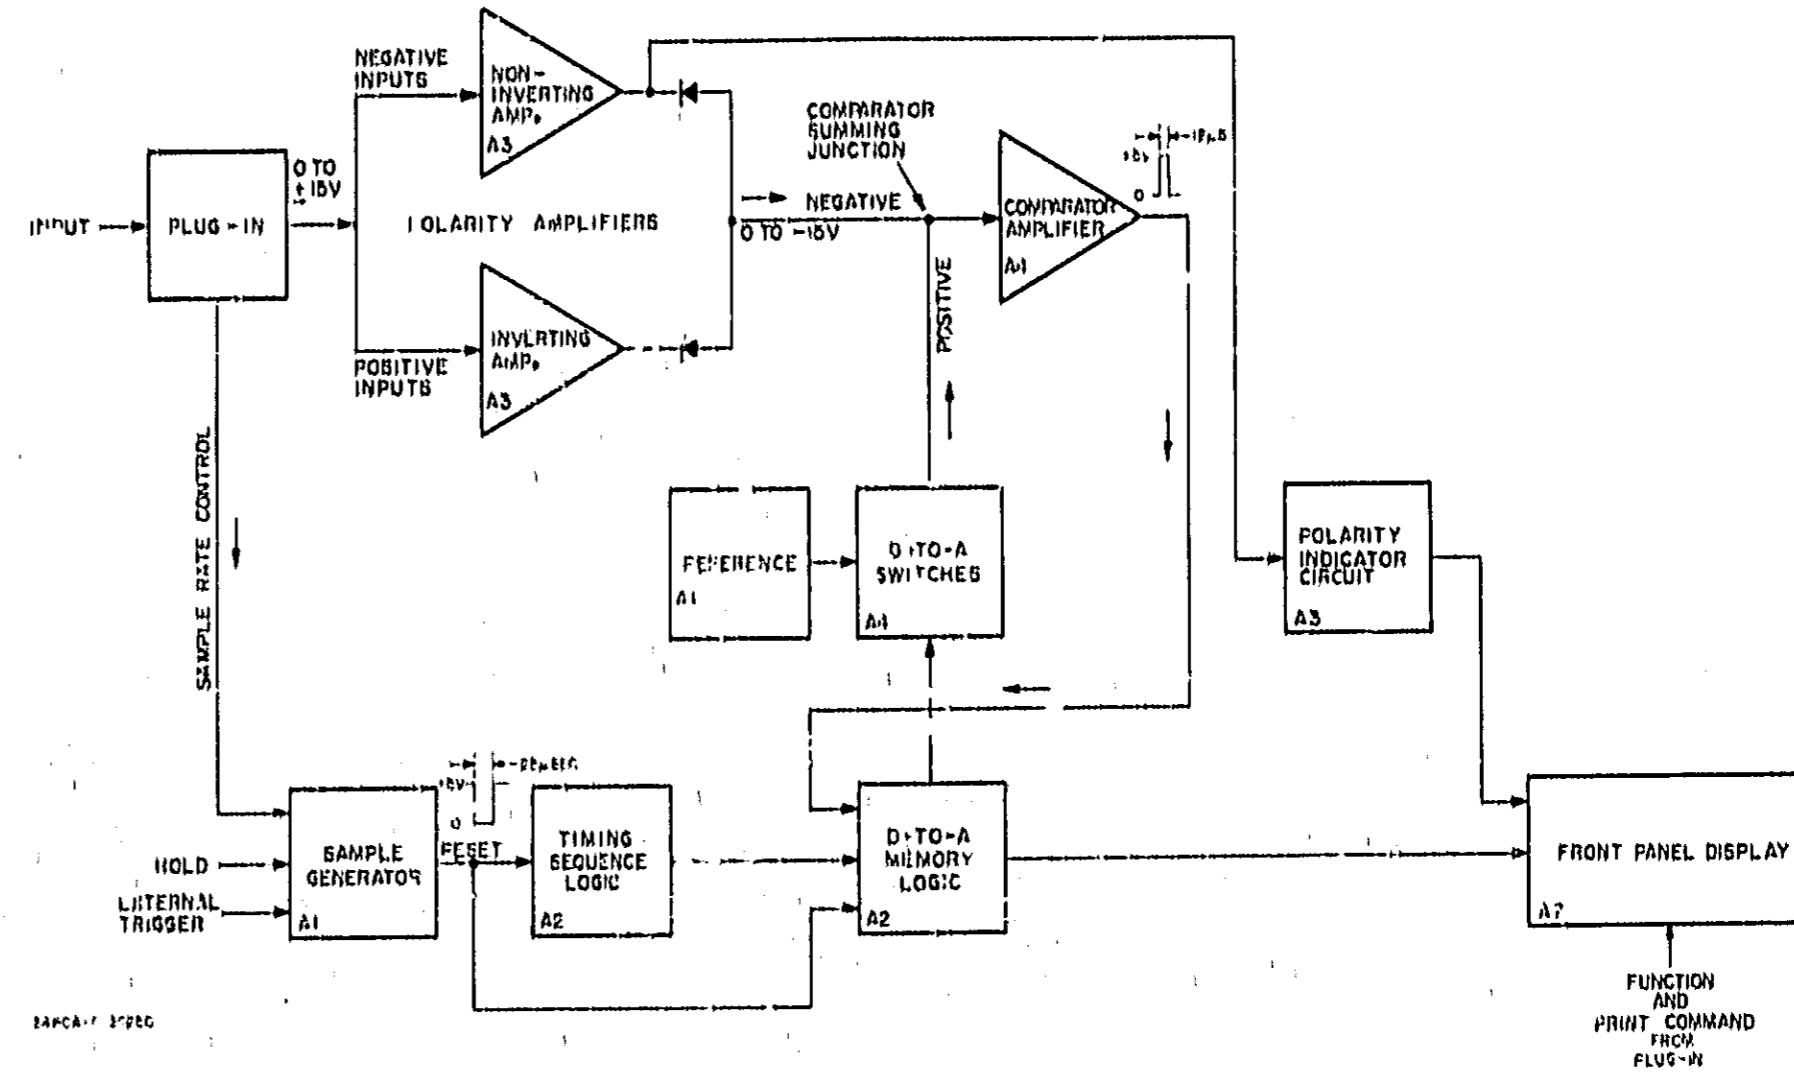 NEGATIVE
INPUTS
NON-
INVERTING
AMP.
A3
COMPARATOR
SUMMING
JUNCTION
0
0 TO
± 15V
INPUT
PLUG-IN
POLARITY AMPLIFIERS
NEGATIVE
0 TO -15V
COMPARATOR
AMPLIFIER
A4
POSITIVE
INVERTING
AMP.
A3
POSITIVE
INPUTS
SAMPLE RATE CONTROL
REFERENCE
A1
D-TO-A
SWITCHES
A4
POLARITY
INDICATOR
CIRCUIT
A3
0
RESET
HOLD
EXTERNAL
TRIGGER
SAMPLE
GENERATOR
A1
TIMING
SEQUENCE
LOGIC
A2
D-TO-A
MEMORY
LOGIC
A2
FRONT PANEL DISPLAY
A7
FUNCTION
AND
PRINT COMMAND
FROM
PLUG-IN